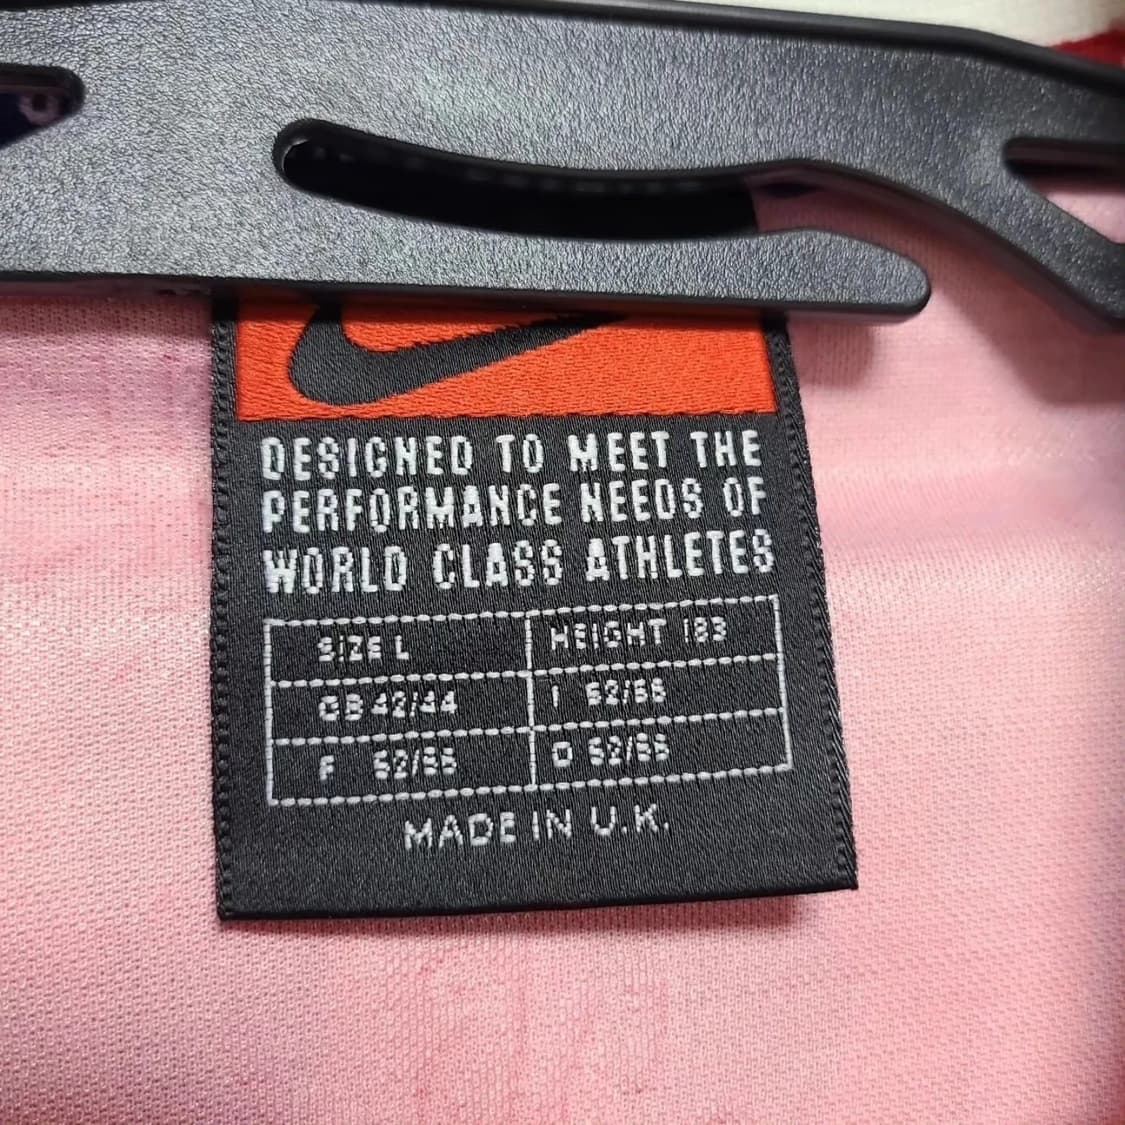 DESIGNED TO MEET THE
PERFORMANCE NEEDS OF
WORLD CLASS ATHLETES
SIZE L
HEIGHT 183
GB 42/44
I 52/56
F 52/56
D 52/56
MADE IN U.K.